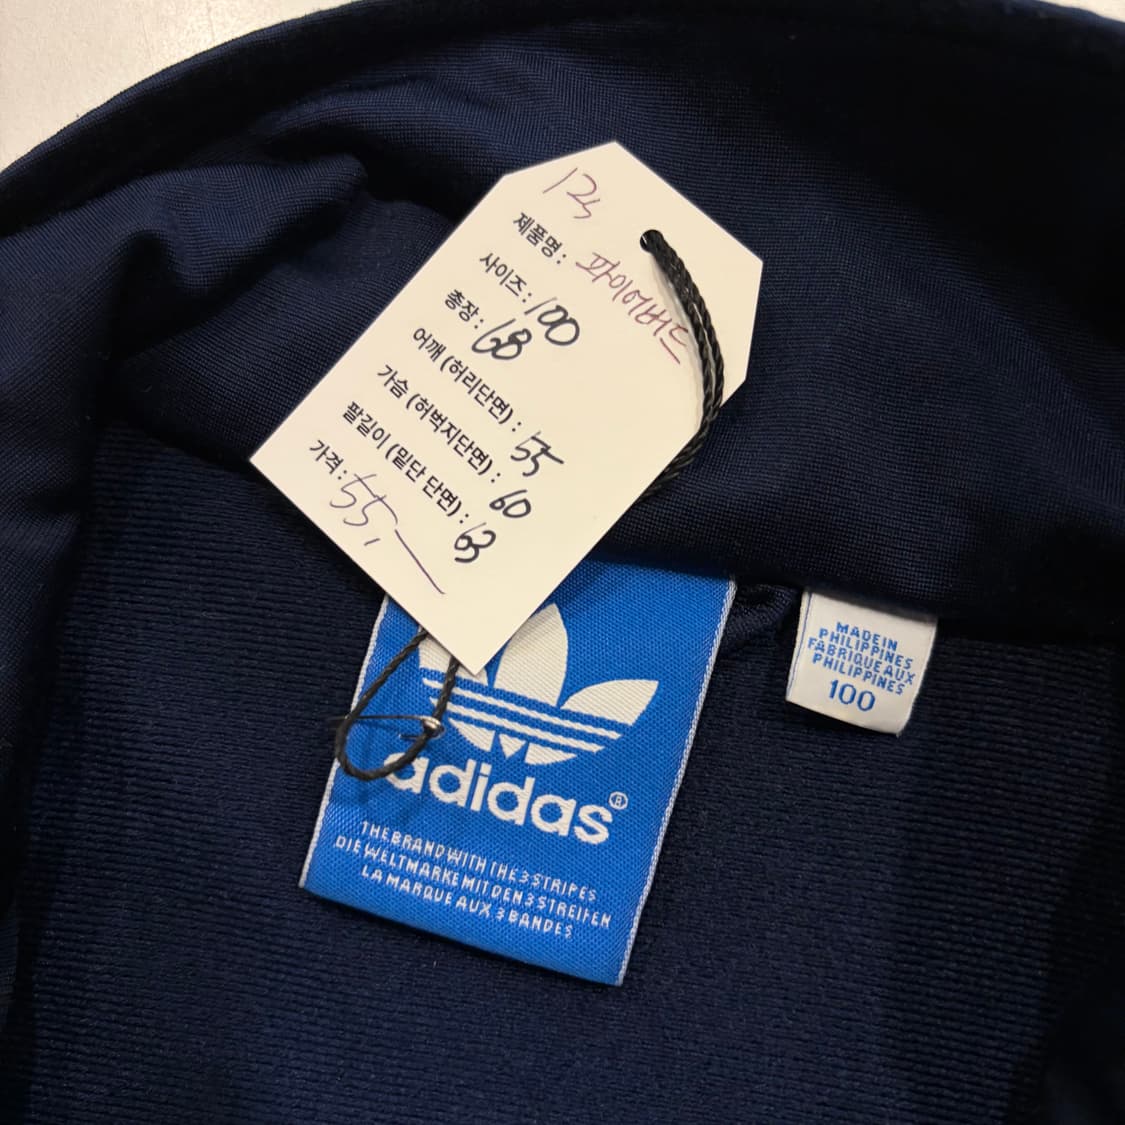 12s
제품명: 파이어버드
사이즈: 100
총장: 68
어깨 (허리단면) : 55
가슴 (허벅지단면) : 60
팔길이 (밑단 단면) : 63
가격: 55,—
adidas®
THE BRAND WITH THE 3 STRIPES
DIE WELTMARKE MIT DEN 3 STREIFEN
LA MARQUE AUX 3 BANDES
MADE IN
PHILIPPINES
FABRIQUE AUX
PHILIPPINES
100